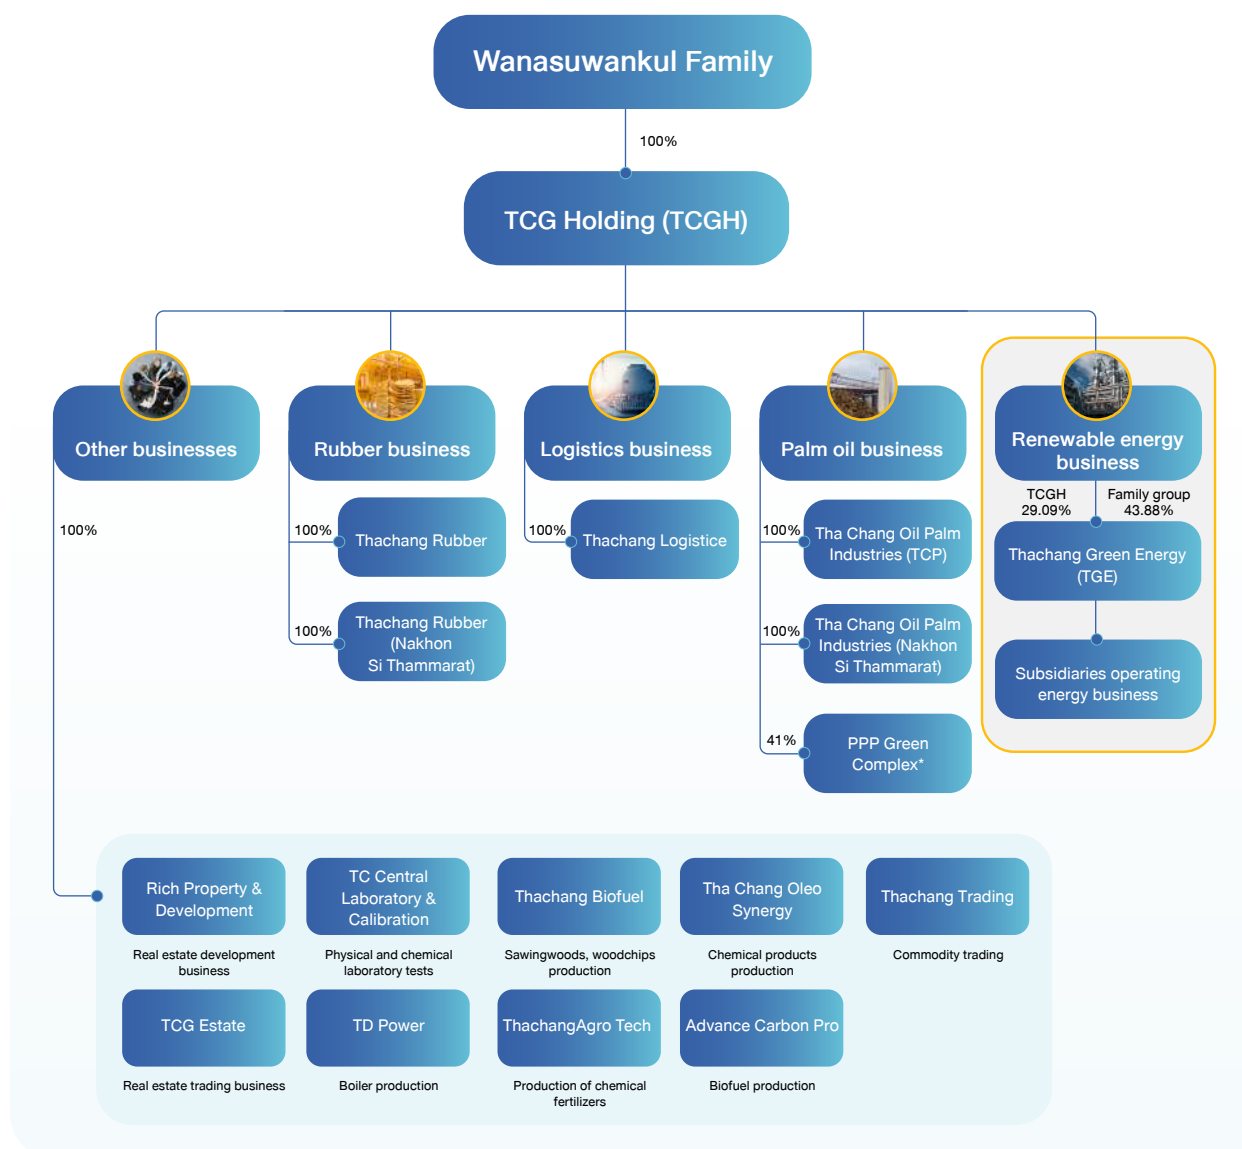 Wanasuwankul Family
100%
TCG Holding (TCGH)
Other businesses
Rubber business
Logistics business
Palm oil business
Renewable energy
business
100%
100%
Thachang Rubber
100%
Thachang Rubber
(Nakhon
Si Thammarat)
100%
Thachang Logistice
100%
Tha Chang Oil Palm
Industries (TCP)
100%
Tha Chang Oil Palm
Industries (Nakhon
Si Thammarat)
41%
PPP Green
Complex*
TCGH
29.09%
Family group
43.88%
Thachang Green Energy
(TGE)
Subsidiaries operating
energy business
Rich Property &
Development
Real estate development
business
TC Central
Laboratory &
Calibration
Physical and chemical
laboratory tests
Thachang Biofuel
Sawingwoods, woodchips
production
Tha Chang Oleo
Synergy
Chemical products
production
Thachang Trading
Commodity trading
TCG Estate
Real estate trading business
TD Power
Boiler production
ThachangAgro Tech
Production of chemical
fertilizers
Advance Carbon Pro
Biofuel production